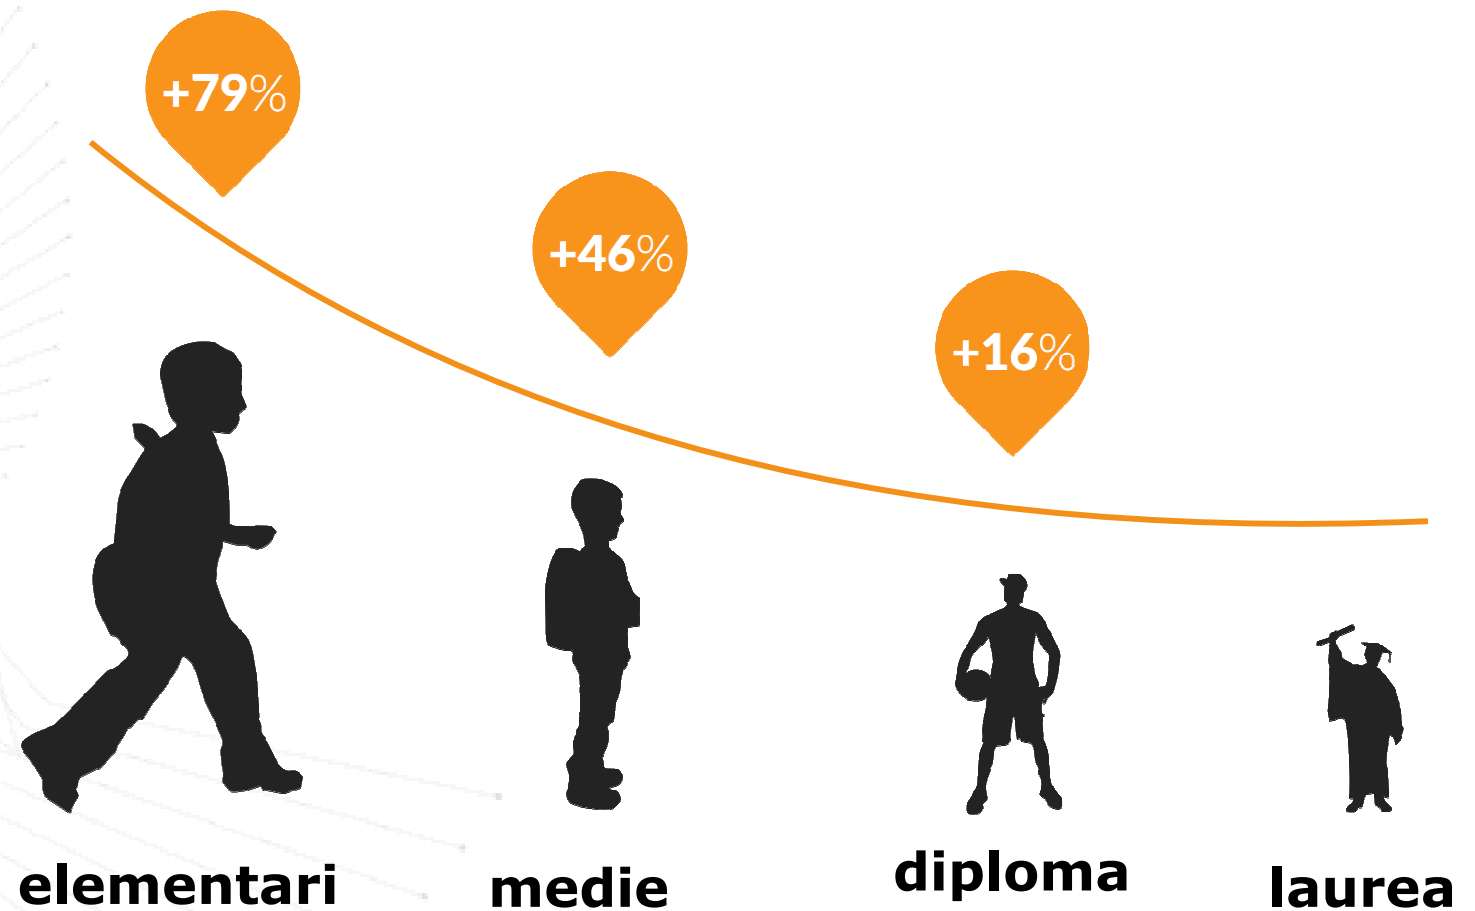 +79%
+46%
+16%
elementari
medie
diploma
laurea